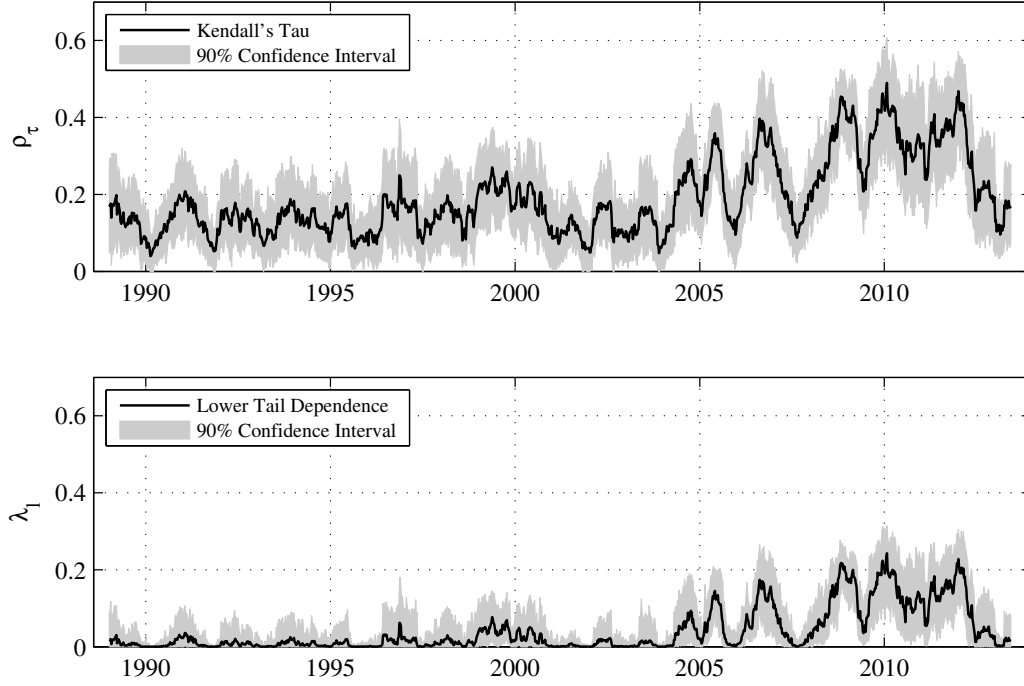 Kendall's Tau
90% Confidence Interval
0.6
0.4
0.2
0
ρτ
1990 1995 2000 2005 2010
Lower Tail Dependence
90% Confidence Interval
0.6
0.4
0.2
0
λl
1990 1995 2000 2005 2010